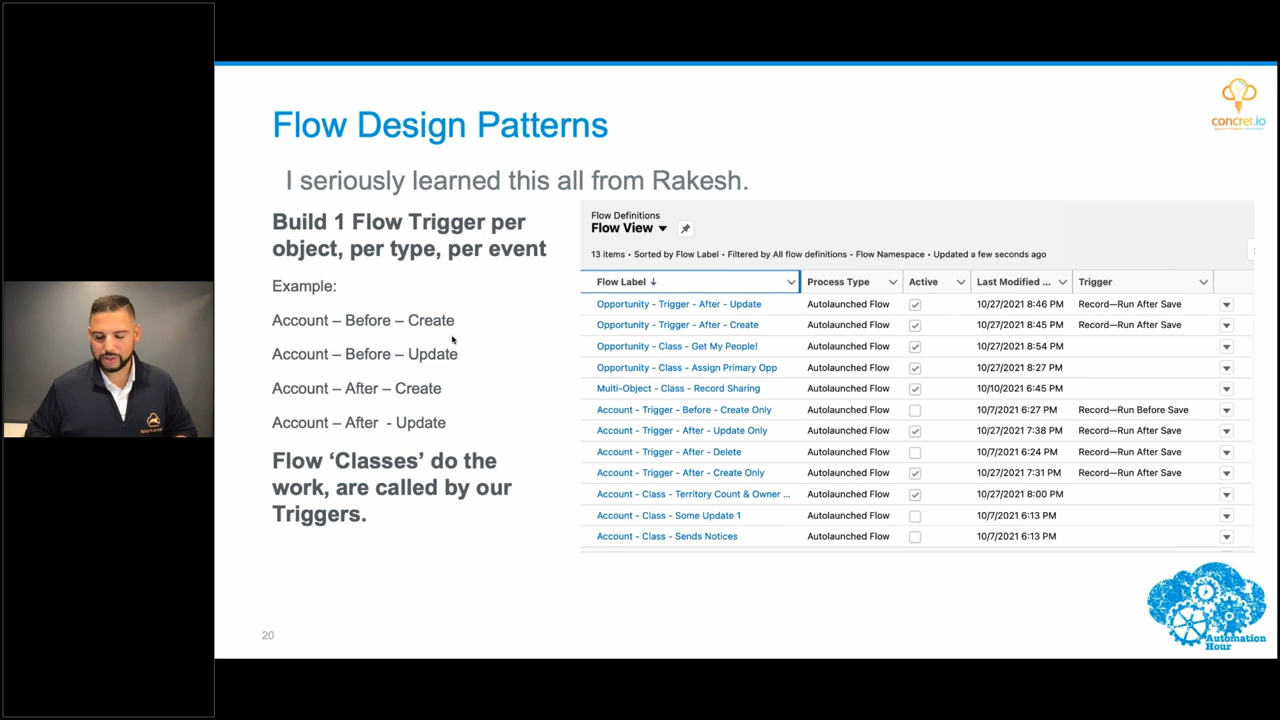 Flow Design Patterns
concret.io
I seriously learned this all from Rakesh.
Build 1 Flow Trigger per
object, per type, per event
Example:
Account – Before – Create
Account – Before – Update
Account – After – Create
Account – After - Update
Flow ‘Classes’ do the
work, are called by our
Triggers.
Flow Definitions
Flow View
13 items • Sorted by Flow Label • Filtered by All flow definitions - Flow Namespace • Updated a few seconds ago
Flow Label ↓ Process Type Active Last Modified ... Trigger
Opportunity - Trigger - After - Update Autolaunched Flow 10/27/2021 8:46 PM Record—Run After Save
Opportunity - Trigger - After - Create Autolaunched Flow 10/27/2021 8:45 PM Record—Run After Save
Opportunity - Class - Get My People! Autolaunched Flow 10/27/2021 8:54 PM
Opportunity - Class - Assign Primary Opp Autolaunched Flow 10/27/2021 8:27 PM
Multi-Object - Class - Record Sharing Autolaunched Flow 10/10/2021 6:45 PM
Account - Trigger - Before - Create Only Autolaunched Flow 10/7/2021 6:27 PM Record—Run Before Save
Account - Trigger - After - Update Only Autolaunched Flow 10/27/2021 7:38 PM Record—Run After Save
Account - Trigger - After - Delete Autolaunched Flow 10/7/2021 6:24 PM Record—Run After Save
Account - Trigger - After - Create Only Autolaunched Flow 10/27/2021 7:31 PM Record—Run After Save
Account - Class - Territory Count & Owner ... Autolaunched Flow 10/27/2021 8:00 PM
Account - Class - Some Update 1 Autolaunched Flow 10/7/2021 6:13 PM
Account - Class - Sends Notices Autolaunched Flow 10/7/2021 6:13 PM
20
Automation
Hour